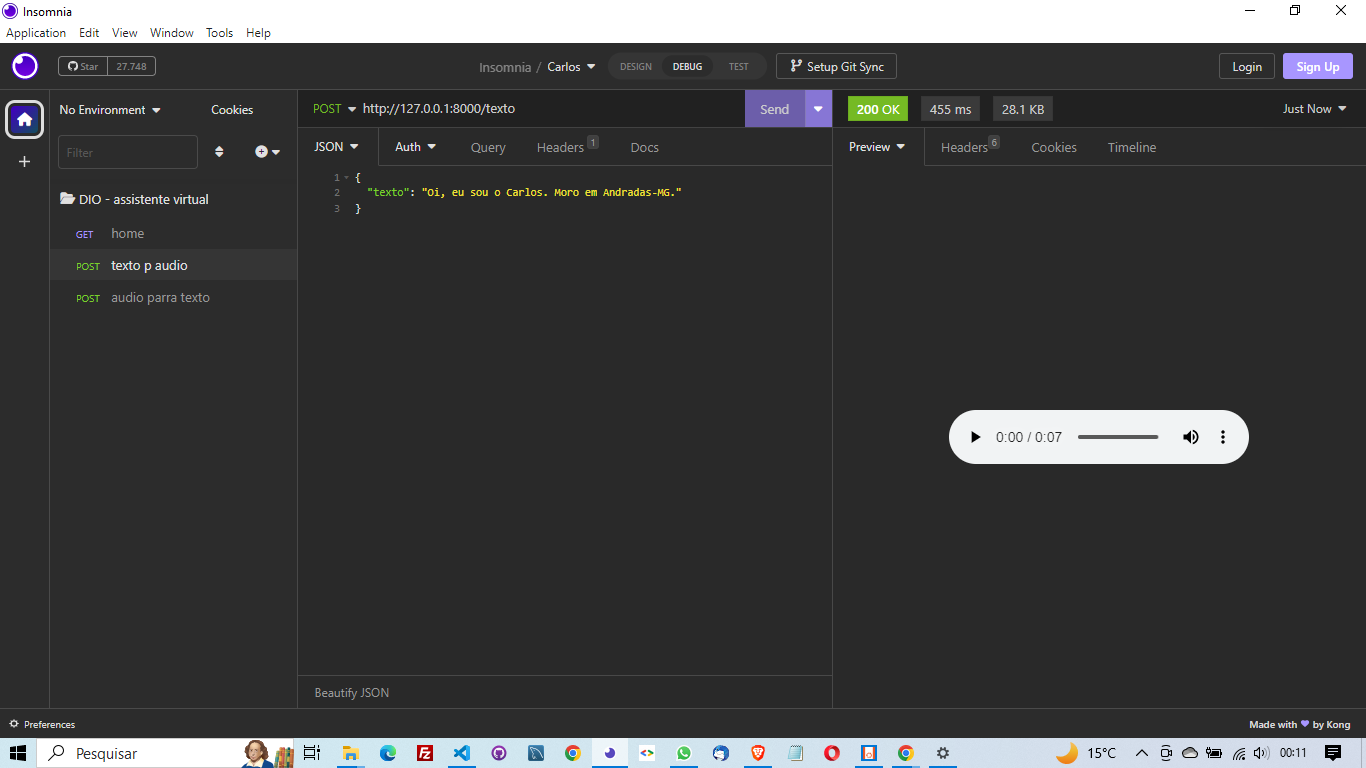 Insomnia
Application Edit View Window Tools Help
Star 27.748
Insomnia / Carlos
DESIGN DEBUG TEST
Setup Git Sync
Login Sign Up
No Environment Cookies
POST http://127.0.0.1:8000/texto
Send
200 OK 455 ms 28.1 KB
Just Now
Filter
JSON Auth Query Headers 1 Docs
Preview Headers 6 Cookies Timeline
DIO - assistente virtual
GET home
POST texto p audio
POST audio parra texto
1 {
2 "texto": "Oi, eu sou o Carlos. Moro em Andradas-MG."
3 }
0:00 / 0:07
Beautify JSON
Preferences
Made with by Kong
Pesquisar
15°C
00:11